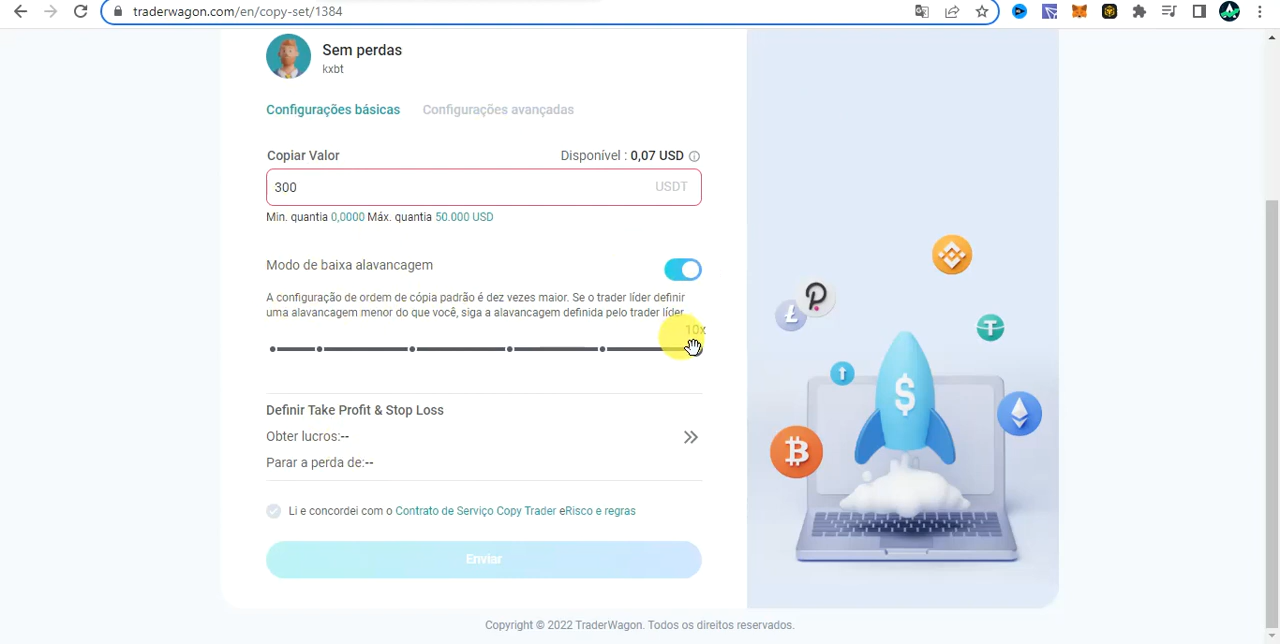 traderwagon.com/en/copy-set/1384
Sem perdas
kxbt
Configurações básicas Configurações avançadas
Copiar Valor Disponível : 0,07 USD
300 USDT
Min. quantia 0,0000 Máx. quantia 50.000 USD
Modo de baixa alavancagem
A configuração de ordem de cópia padrão é dez vezes maior. Se o trader líder definir
uma alavancagem menor do que você, siga a alavancagem definida pelo trader líder
10x
Definir Take Profit & Stop Loss
Obter lucros:--
Parar a perda de:--
Li e concordei com o Contrato de Serviço Copy Trader eRisco e regras
Enviar
Copyright © 2022 TraderWagon. Todos os direitos reservados.